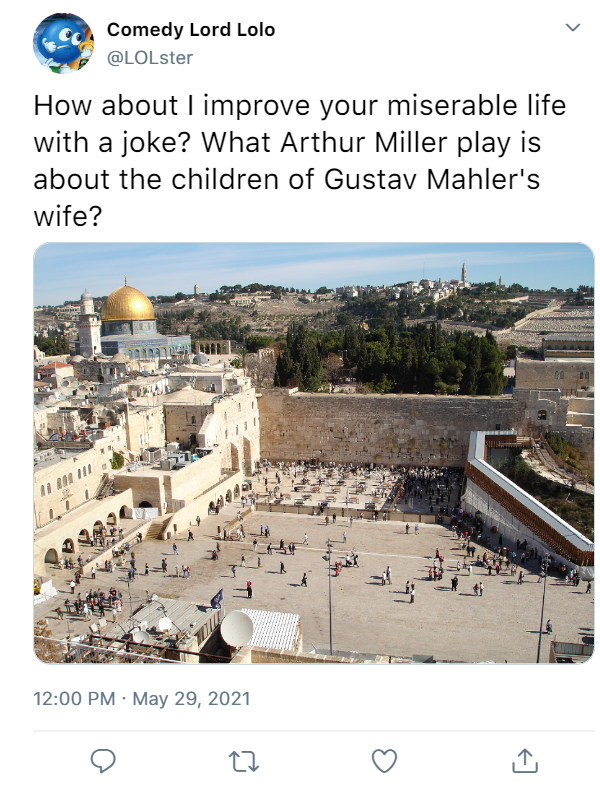 Comedy Lord Lolo
@LOLster
How about I improve your miserable life
with a joke? What Arthur Miller play is
about the children of Gustav Mahler's
wife?
12:00 PM · May 29, 2021